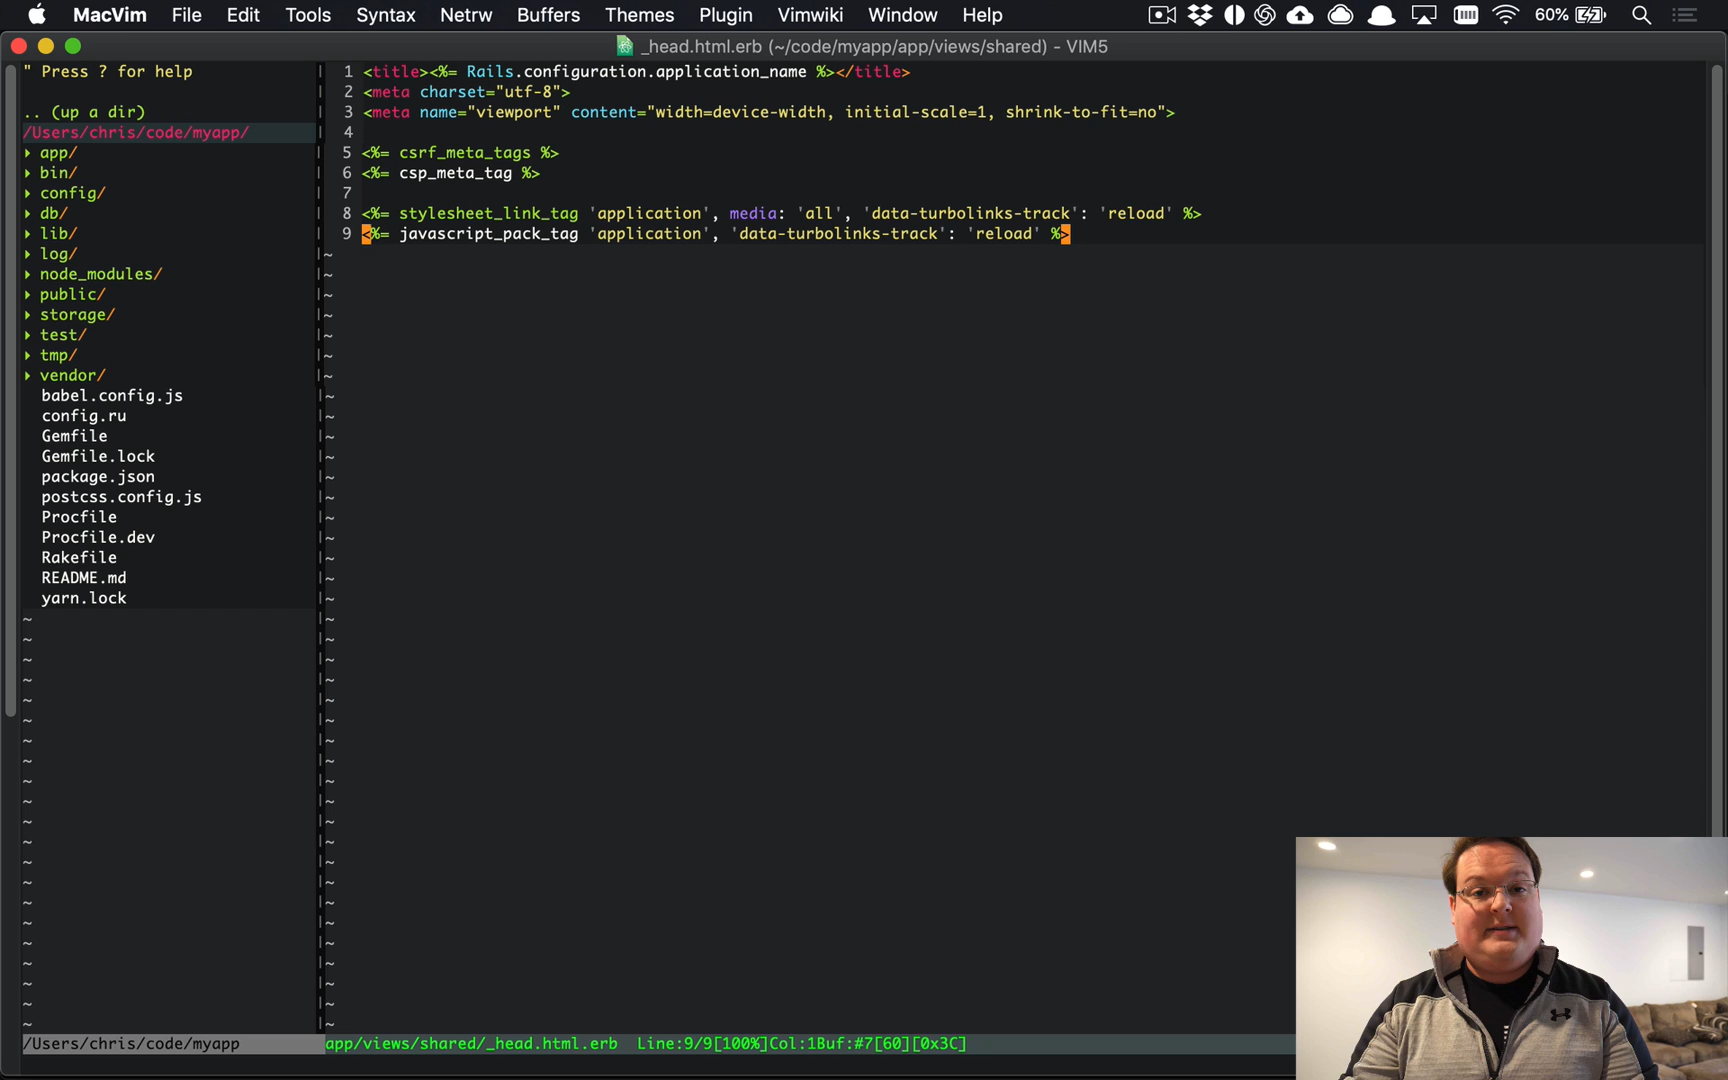 MacVim File Edit Tools Syntax Netrw Buffers Themes Plugin Vimwiki Window Help 60%
_head.html.erb (~/code/myapp/app/views/shared) - VIM5
" Press ? for help
.. (up a dir)
/Users/chris/code/myapp/
app/
bin/
config/
db/
lib/
log/
node_modules/
public/
storage/
test/
tmp/
vendor/
babel.config.js
config.ru
Gemfile
Gemfile.lock
package.json
postcss.config.js
Procfile
Procfile.dev
Rakefile
README.md
yarn.lock
1 <title><%= Rails.configuration.application_name %></title>
2 <meta charset="utf-8">
3 <meta name="viewport" content="width=device-width, initial-scale=1, shrink-to-fit=no">
4
5 <%= csrf_meta_tags %>
6 <%= csp_meta_tag %>
7
8 <%= stylesheet_link_tag 'application', media: 'all', 'data-turbolinks-track': 'reload' %>
9 <%= javascript_pack_tag 'application', 'data-turbolinks-track': 'reload' %>
/Users/chris/code/myapp
app/views/shared/_head.html.erb Line:9/9[100%]Col:1Buf:#7[60][0x3C]